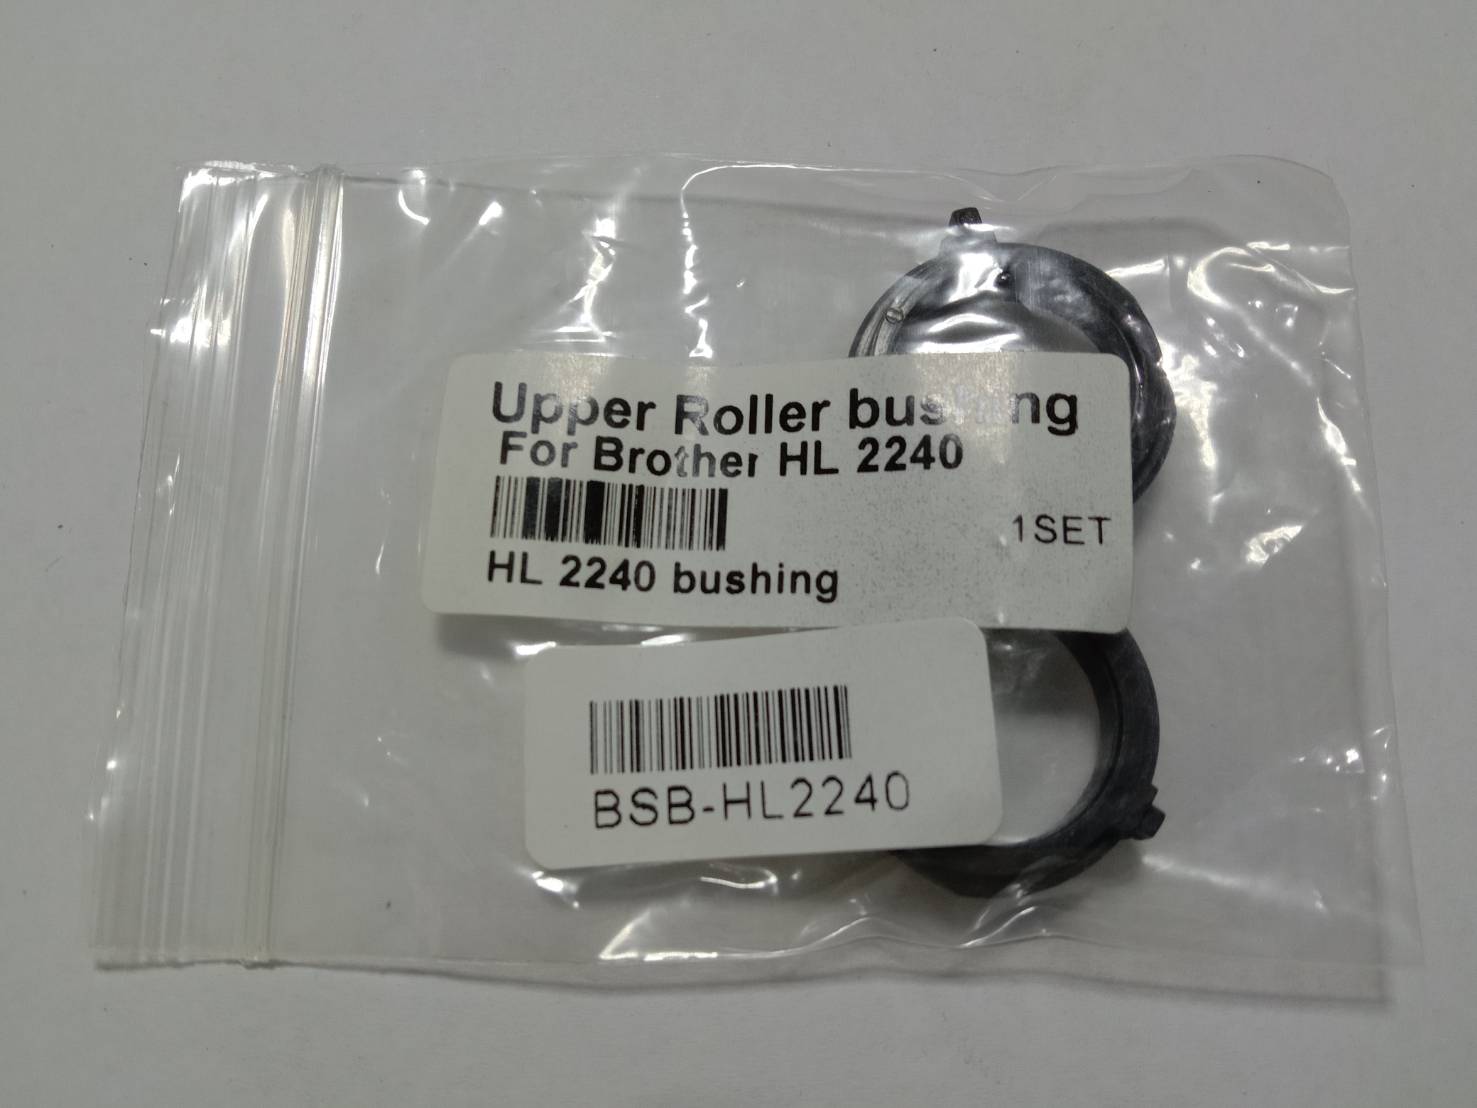 Upper Roller bushing
For Brother HL 2240
1SET
HL 2240 bushing
BSB-HL2240